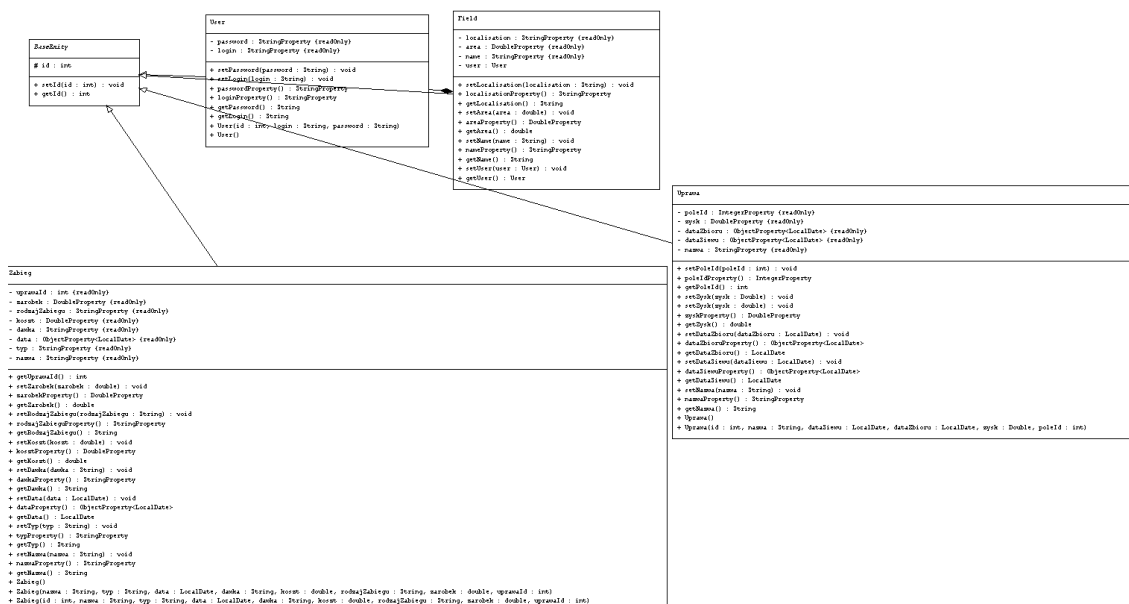 BaseEnity
# id : int
+ setId(id : int) : void
+ getId() : int
User
- password : StringProperty {readOnly}
- login : StringProperty {readOnly}
+ setPassword(password : String) : void
+ setLogin(login : String) : void
+ passwordProperty() : StringProperty
+ loginProperty() : StringProperty
+ getPassword() : String
+ getLogin() : String
+ User(id : int, login : String, password : String)
+ User()
Field
- localisation : StringProperty {readOnly}
- area : DoubleProperty {readOnly}
- name : StringProperty {readOnly}
- user : User
+ setLocalisation(localisation : String) : void
+ localisationProperty() : StringProperty
+ getLocalisation() : String
+ setArea(area : double) : void
+ areaProperty() : DoubleProperty
+ getArea() : double
+ setName(name : String) : void
+ nameProperty() : StringProperty
+ getName() : String
+ setUser(user : User) : void
+ getUser() : User
Uprawa
- poleId : IntegerProperty {readOnly}
- zysk : DoubleProperty {readOnly}
- dataZbioru : ObjectProperty<LocalDate> {readOnly}
- dataSiewu : ObjectProperty<LocalDate> {readOnly}
- nazwa : StringProperty {readOnly}
+ setPoleId(poleId : int) : void
+ poleIdProperty() : IntegerProperty
+ getPoleId() : int
+ setZysk(zysk : Double) : void
+ setZysk(zysk : double) : void
+ zyskProperty() : DoubleProperty
+ getZysk() : double
+ setDataZbioru(dataZbioru : LocalDate) : void
+ dataZbioruProperty() : ObjectProperty<LocalDate>
+ getDataZbioru() : LocalDate
+ setDataSiewu(dataSiewu : LocalDate) : void
+ dataSiewuProperty() : ObjectProperty<LocalDate>
+ getDataSiewu() : LocalDate
+ setNazwa(nazwa : String) : void
+ nazwaProperty() : StringProperty
+ getNazwa() : String
+ Uprawa()
+ Uprawa(id : int, nazwa : String, dataSiewu : LocalDate, dataZbioru : LocalDate, zysk : Double, poleId : int)
Zabieg
- uprawaId : int {readOnly}
- zarobek : DoubleProperty {readOnly}
- rodzajZabiegu : StringProperty {readOnly}
- koszt : DoubleProperty {readOnly}
- dawka : StringProperty {readOnly}
- data : ObjectProperty<LocalDate> {readOnly}
- typ : StringProperty {readOnly}
- nazwa : StringProperty {readOnly}
+ getUprawaId() : int
+ setZarobek(zarobek : double) : void
+ zarobekProperty() : DoubleProperty
+ getZarobek() : double
+ setRodzajZabiegu(rodzajZabiegu : String) : void
+ rodzajZabieguProperty() : StringProperty
+ getRodzajZabiegu() : String
+ setKoszt(koszt : double) : void
+ kosztProperty() : DoubleProperty
+ getKoszt() : double
+ setDawka(dawka : String) : void
+ dawkaProperty() : StringProperty
+ getDawka() : String
+ setData(data : LocalDate) : void
+ dataProperty() : ObjectProperty<LocalDate>
+ getData() : LocalDate
+ setTyp(typ : String) : void
+ typProperty() : StringProperty
+ getTyp() : String
+ setNazwa(nazwa : String) : void
+ nazwaProperty() : StringProperty
+ getNazwa() : String
+ Zabieg()
+ Zabieg(nazwa : String, typ : String, data : LocalDate, dawka : String, koszt : double, rodzajZabiegu : String, zarobek : double, uprawaId : int)
+ Zabieg(id : int, nazwa : String, typ : String, data : LocalDate, dawka : String, koszt : double, rodzajZabiegu : String, zarobek : double, uprawaId : int)